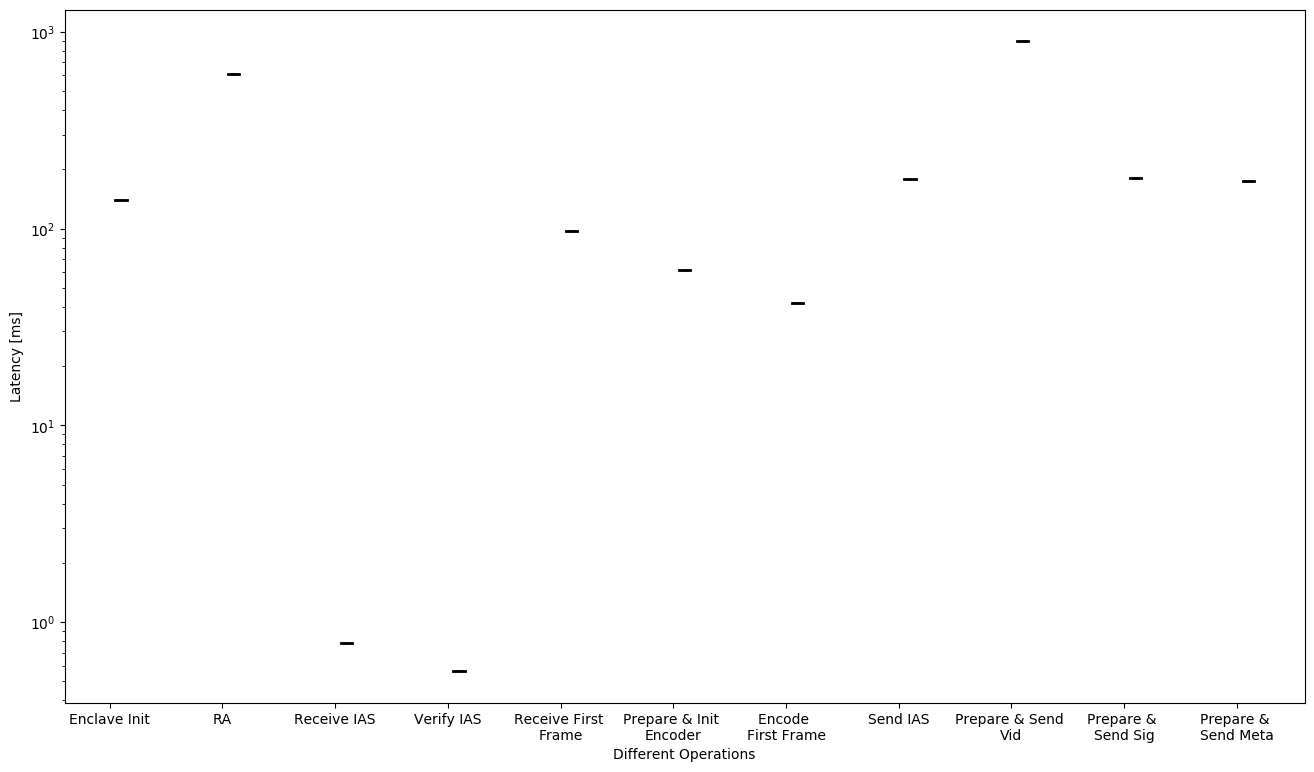 10³
10²
10¹
10⁰
Latency [ms]
Enclave Init
RA
Receive IAS
Verify IAS
Receive First
Frame
Prepare & Init
Encoder
Encode
First Frame
Send IAS
Prepare & Send
Vid
Prepare &
Send Sig
Prepare &
Send Meta
Different Operations